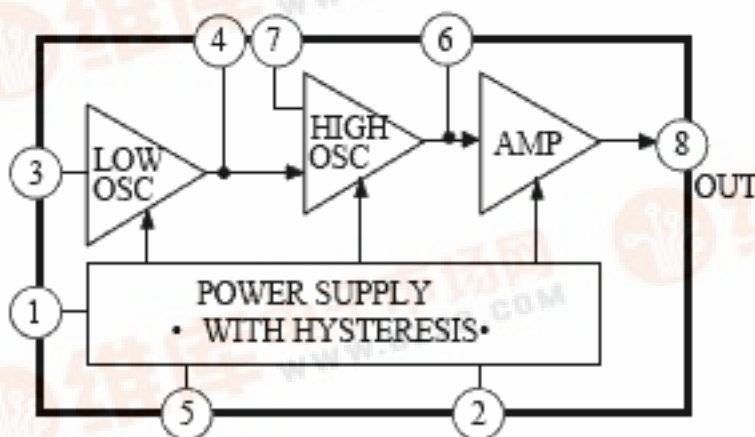 4 7 6
3 LOW OSC
HIGH OSC
AMP
8
OUT
1
POWER SUPPLY
• WITH HYSTERESIS•
5 2